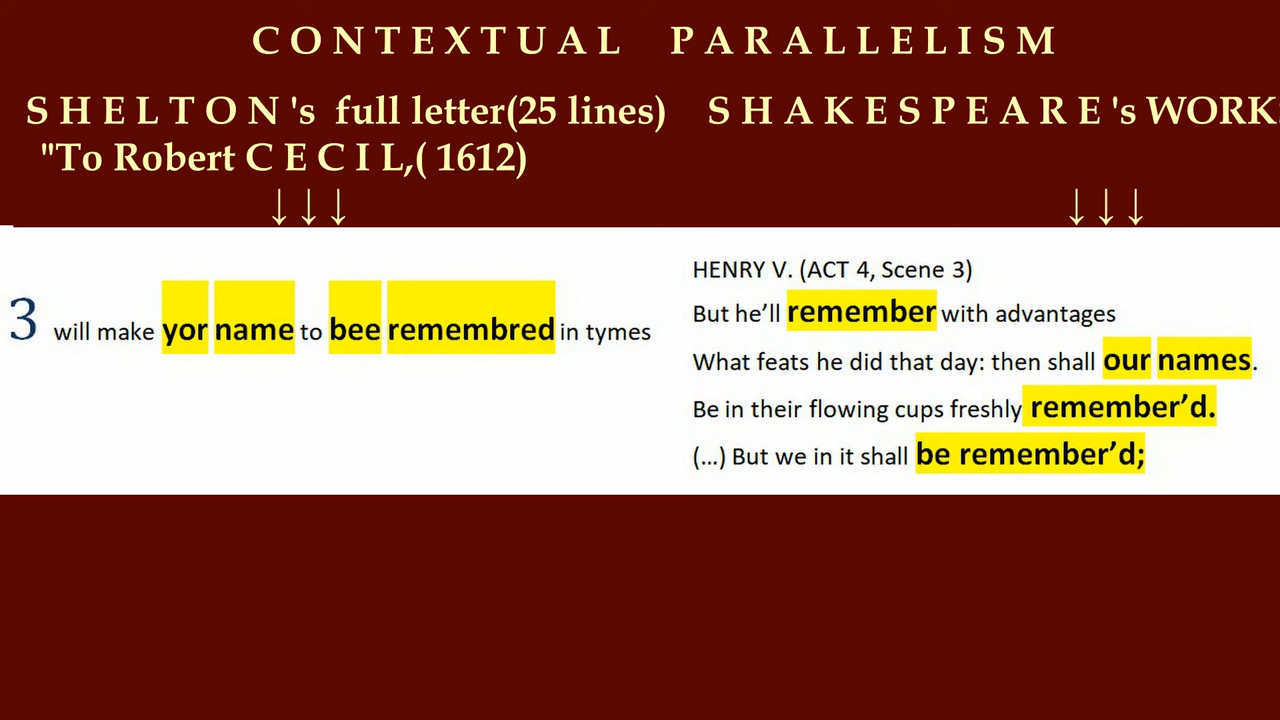 C O N T E X T U A L P A R A L L E L I S M
S H E L T O N 's full letter(25 lines)
"To Robert C E C I L,( 1612)
↓↓↓
3 will make yor name to bee remembred in tymes
S H A K E S P E A R E 's WORK
↓↓↓
HENRY V. (ACT 4, Scene 3)
But he’ll remember with advantages
What feats he did that day: then shall our names.
Be in their flowing cups freshly remember’d.
(…) But we in it shall be remember’d;